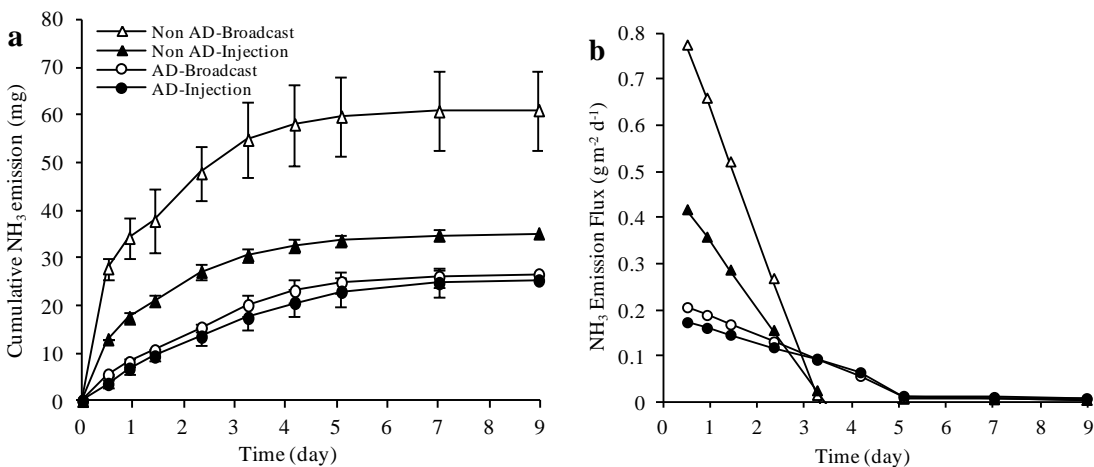 a
Cumulative NH3 emission (mg)
80
70
60
50
40
30
20
10
0
Non AD-Broadcast
Non AD-Injection
AD-Broadcast
AD-Injection
0 1 2 3 4 5 6 7 8 9
Time (day)
b
NH3 Emission Flux (g m-2 d-1)
0.8
0.7
0.6
0.5
0.4
0.3
0.2
0.1
0
0 1 2 3 4 5 6 7 8 9
Time (day)